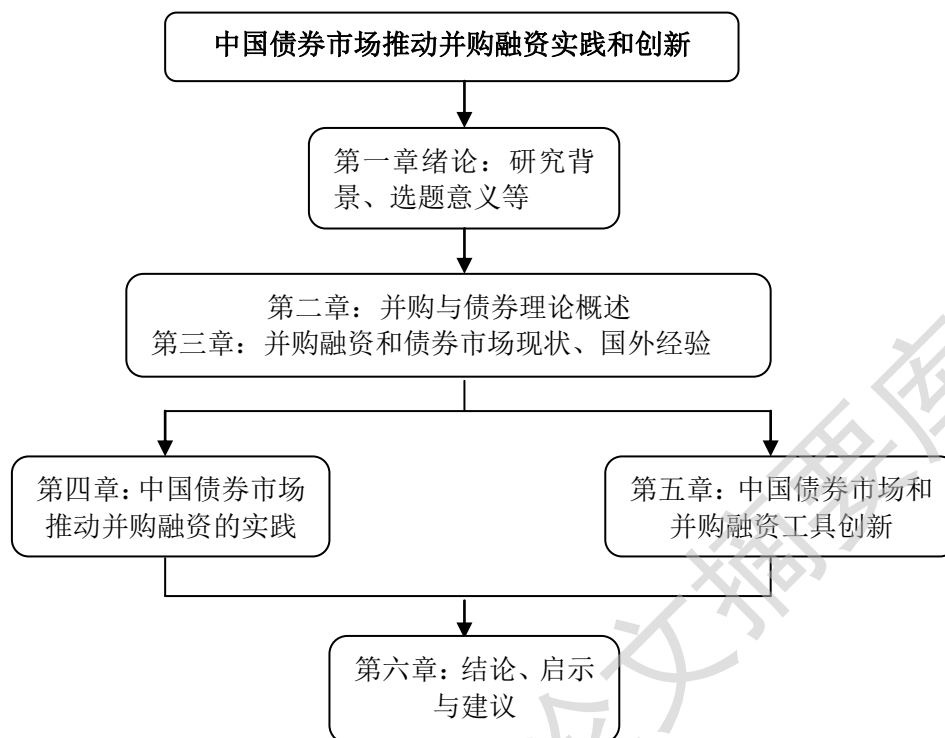 中国债券市场推动并购融资实践和创新
第一章绪论：研究背
景、选题意义等
第二章：并购与债券理论概述
第三章：并购融资和债券市场现状、国外经验
第四章：中国债券市场
推动并购融资的实践
第五章：中国债券市场和
并购融资工具创新
第六章：结论、启示
与建议
论文摘要库